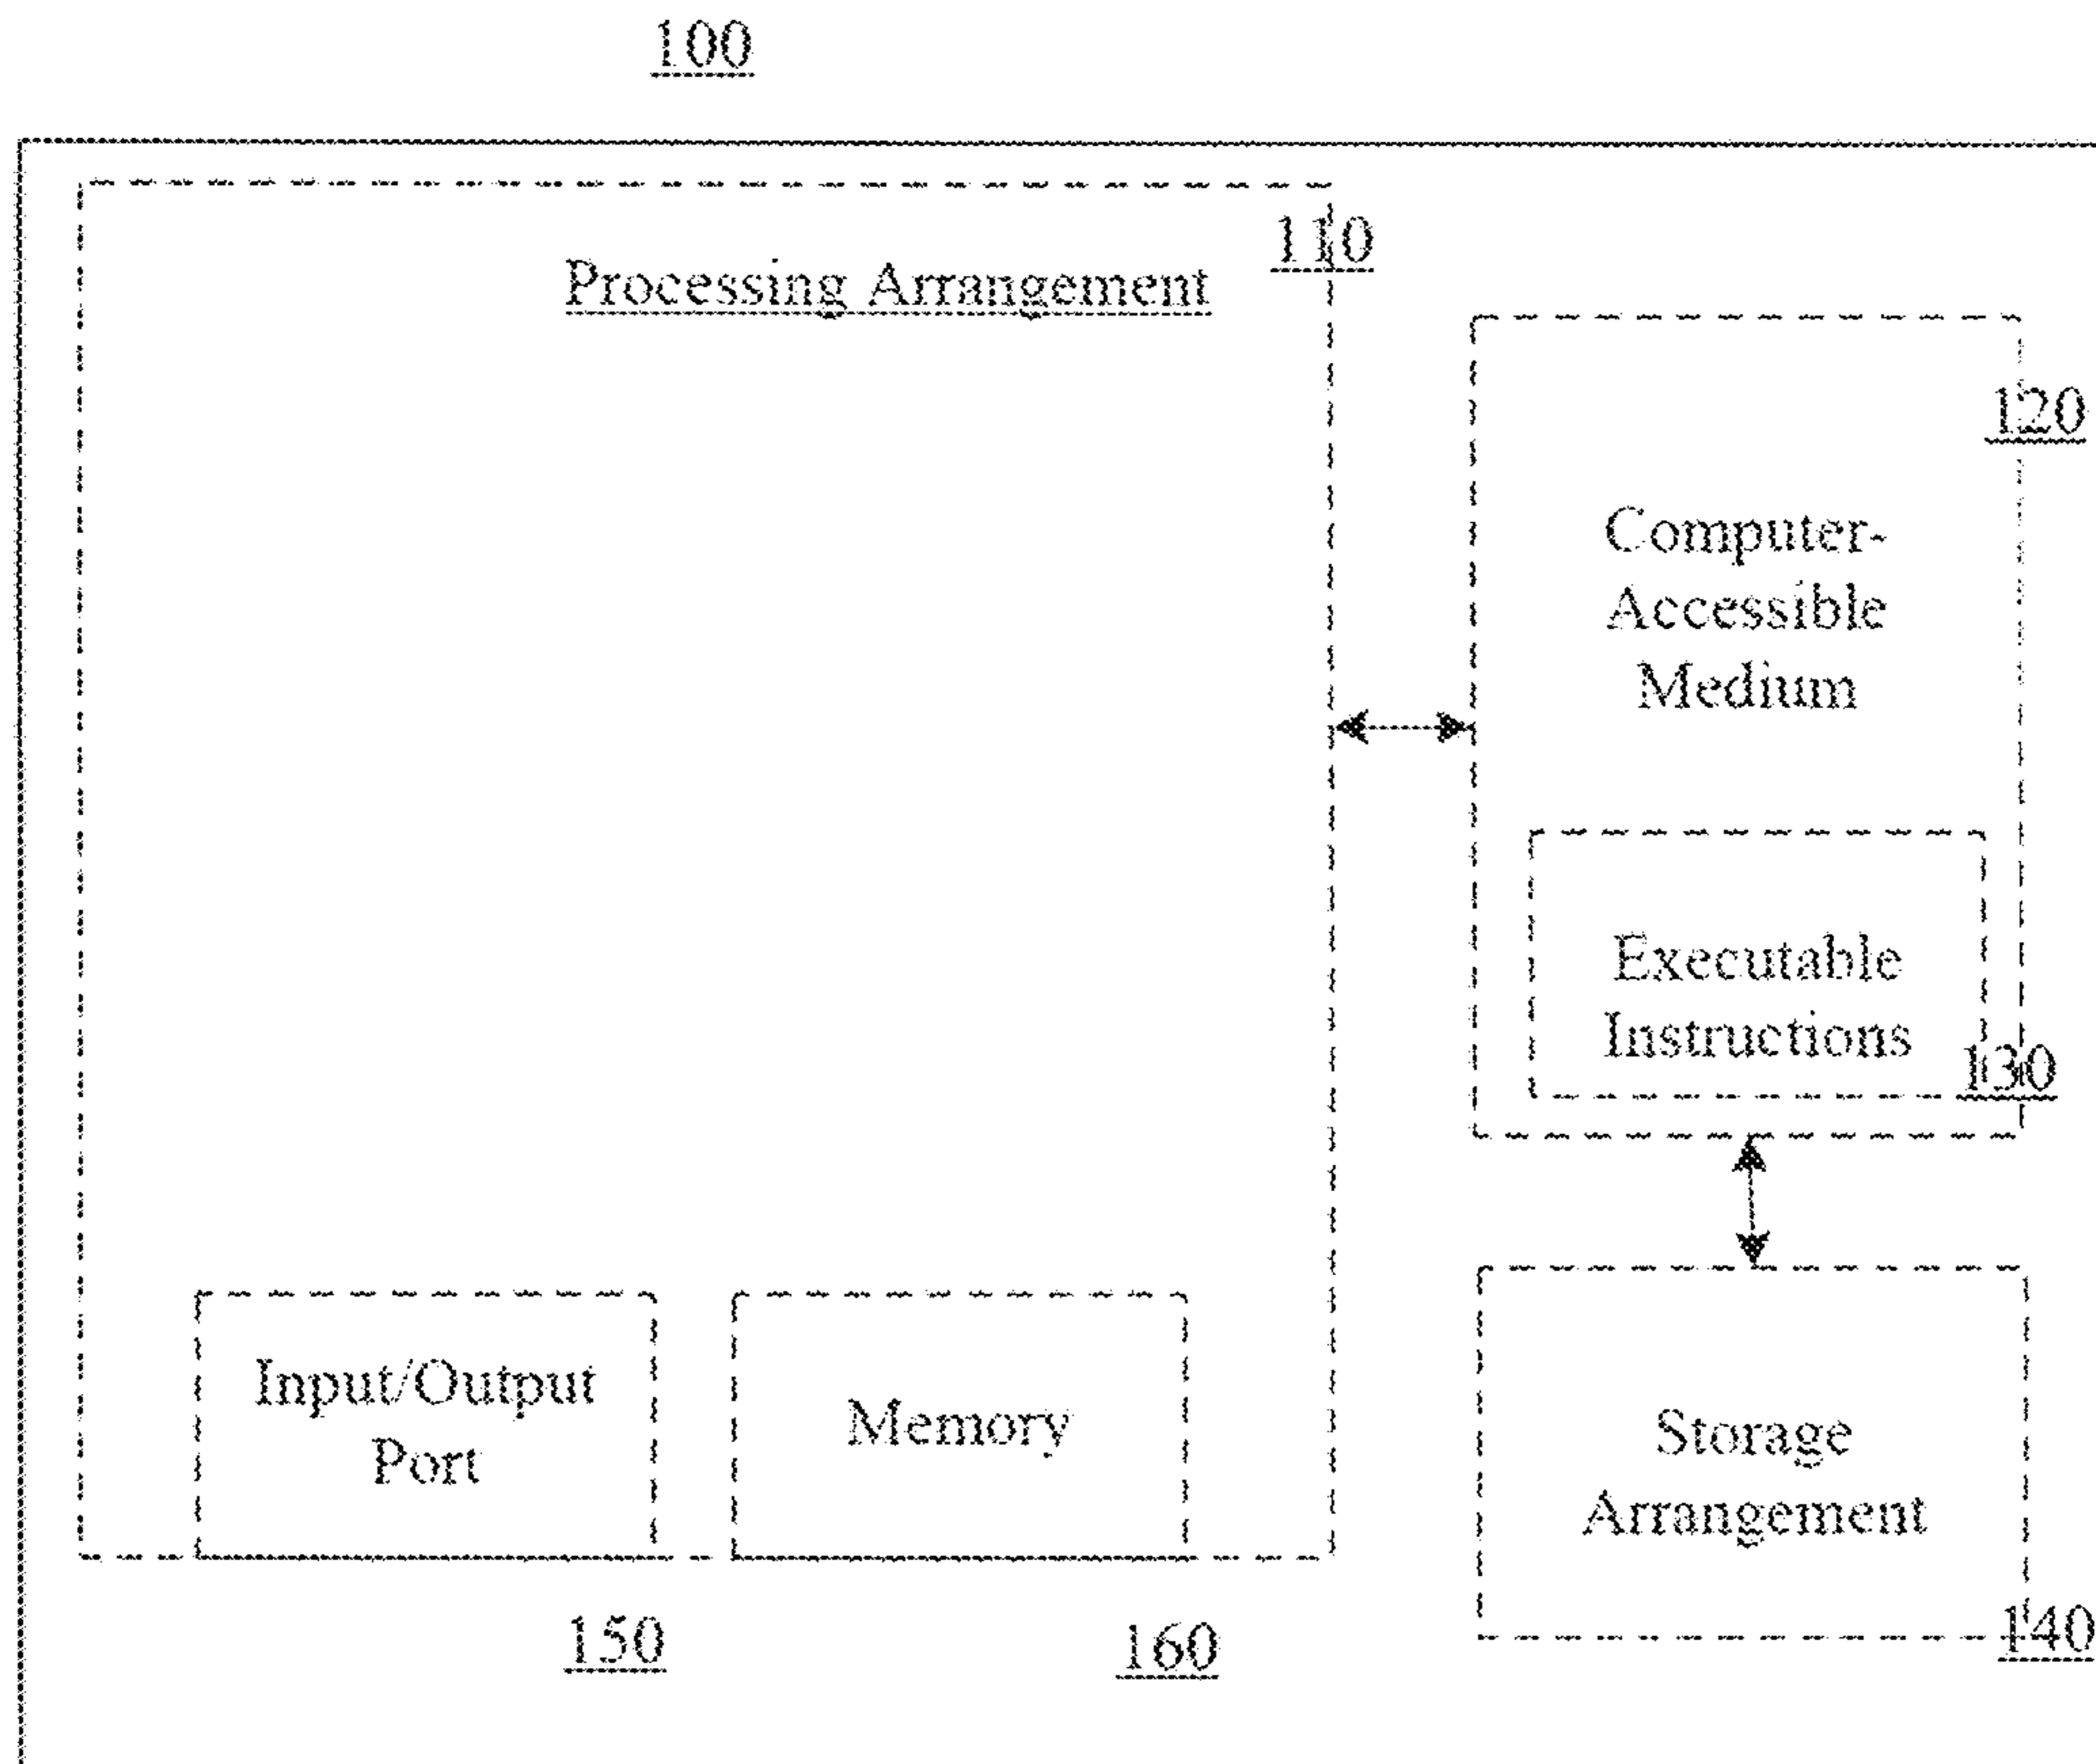 100
110
Processing Arrangement
120
Computer-
Accessible
Medium
Executable
Instructions
130
Input/Output
Port
Memory
Storage
Arrangement
140
150
160